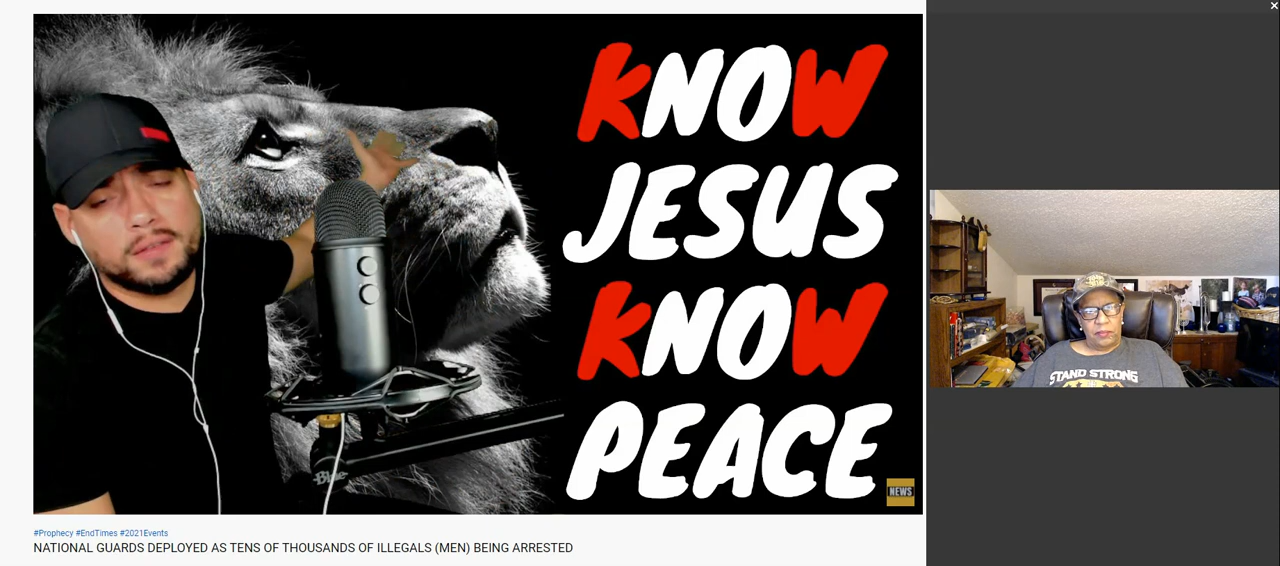 KNOW
JESUS
KNOW
PEACE
NEWS
Blue
STAND STRONG
#Prophecy #EndTimes #2021Events
NATIONAL GUARDS DEPLOYED AS TENS OF THOUSANDS OF ILLEGALS (MEN) BEING ARRESTED